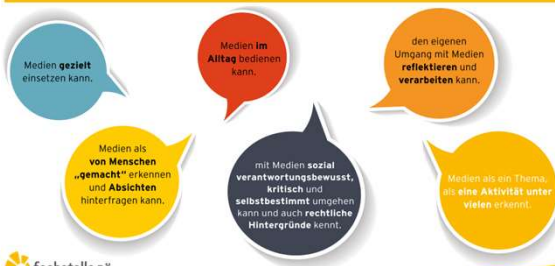 Medien gezielt
einsetzen kann.
Medien im
Alltag bedienen
kann.
den eigenen
Umgang mit Medien
reflektieren und
verarbeiten kann.
Medien als
von Menschen
„gemacht“ erkennen
und Absichten
hinterfragen kann.
mit Medien sozial
verantwortungsbewusst,
kritisch und
selbstbestimmt umgehen
kann und auch rechtliche
Hintergründe kennt.
Medien als ein Thema,
als eine Aktivität unter
vielen erkennt.